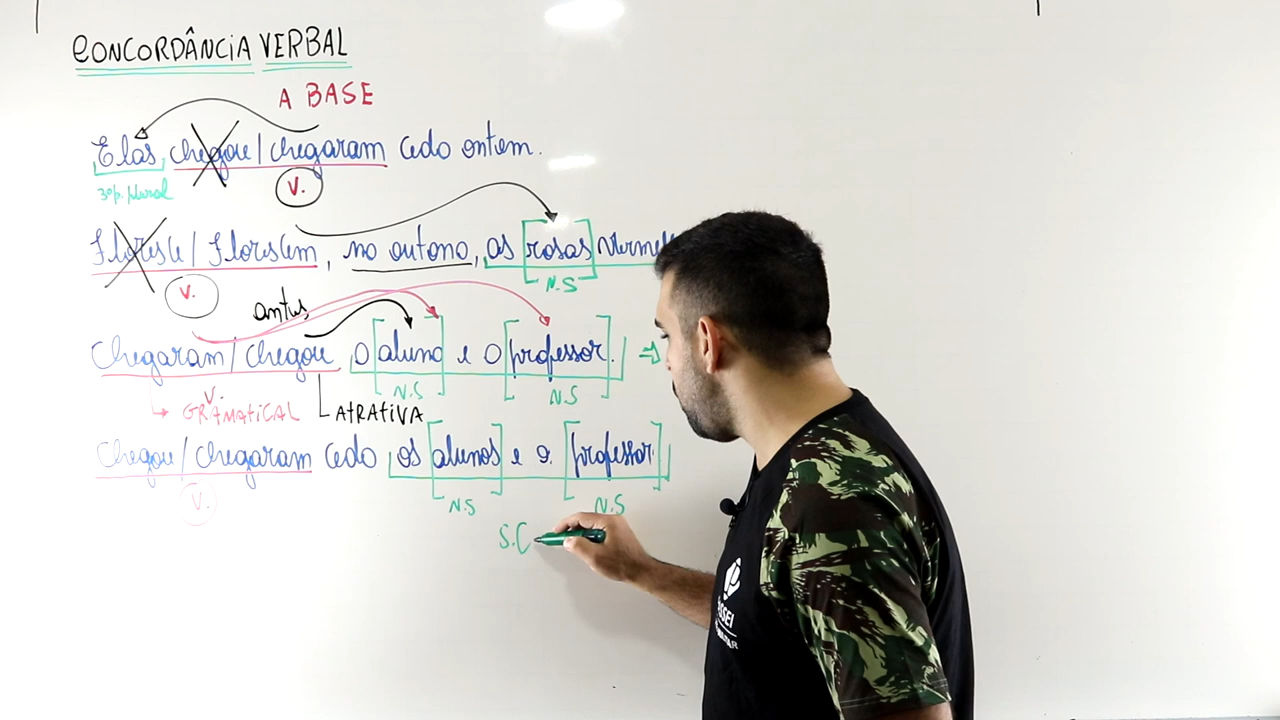 CONCORDÂNCIA VERBAL
A BASE
Elas chegou / chegaram cedo ontem.
3ª p. plural
V.
Floresce / Florescem, no outono, as rosas
V.
N.S
antes
Chegaram / chegou o aluno e o professor. ⇒
V.
N.S
N.S
GRAMATICAL
ATRATIVA
Chegou / chegaram cedo os alunos e o professor.
V.
N.S
N.S
S.C